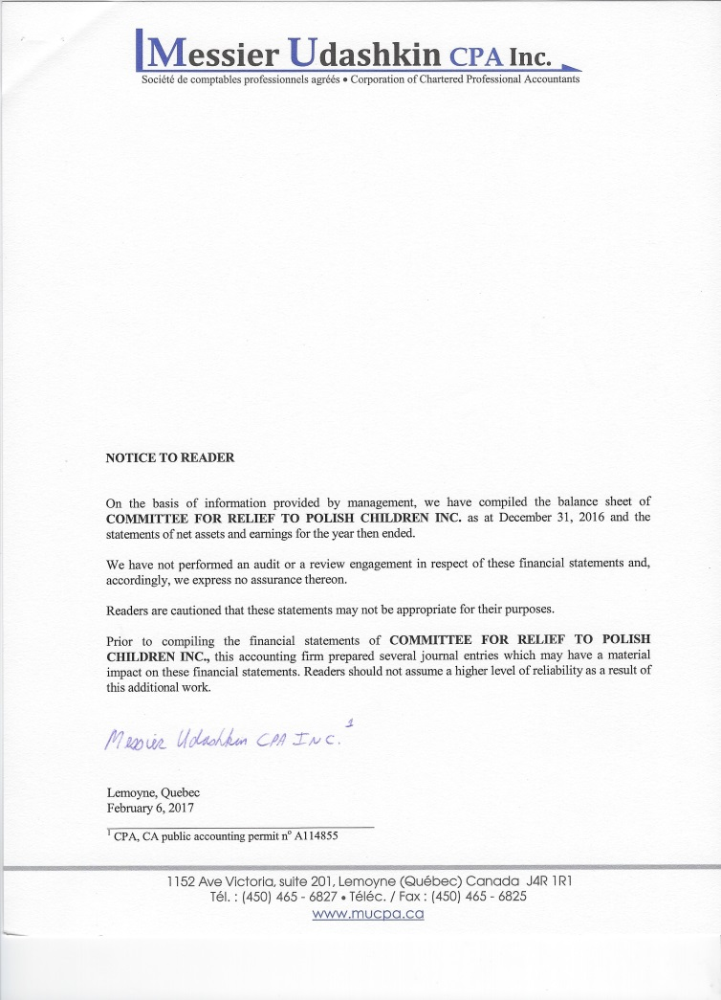 Messier Udashkin CPA Inc.
Société de comptables professionnels agréés • Corporation of Chartered Professional Accountants
NOTICE TO READER
On the basis of information provided by management, we have compiled the balance sheet of
COMMITTEE FOR RELIEF TO POLISH CHILDREN INC. as at December 31, 2016 and the
statements of net assets and earnings for the year then ended.
We have not performed an audit or a review engagement in respect of these financial statements and,
accordingly, we express no assurance thereon.
Readers are cautioned that these statements may not be appropriate for their purposes.
Prior to compiling the financial statements of COMMITTEE FOR RELIEF TO POLISH
CHILDREN INC., this accounting firm prepared several journal entries which may have a material
impact on these financial statements. Readers should not assume a higher level of reliability as a result of
this additional work.
Messier Udashkin CPA INC.¹
Lemoyne, Quebec
February 6, 2017
¹ CPA, CA public accounting permit nº A114855
1152 Ave Victoria, suite 201, Lemoyne (Québec) Canada J4R 1R1
Tél. : (450) 465 - 6827 • Téléc. / Fax : (450) 465 - 6825
www.mucpa.ca